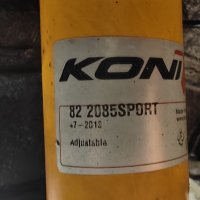 KONI
82 2085SPORT
47-2013
Adjustable